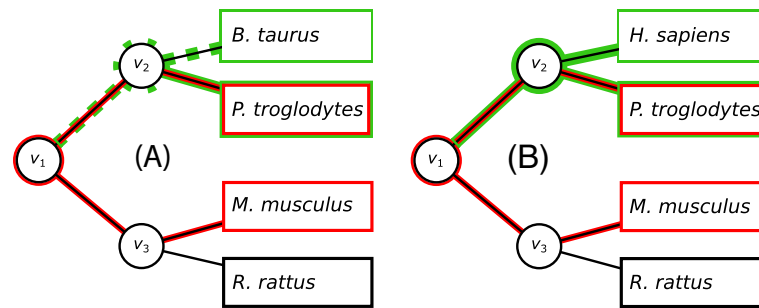 B. taurus
v2
P. troglodytes
v1
(A)
M. musculus
v3
R. rattus
H. sapiens
v2
P. troglodytes
v1
(B)
M. musculus
v3
R. rattus